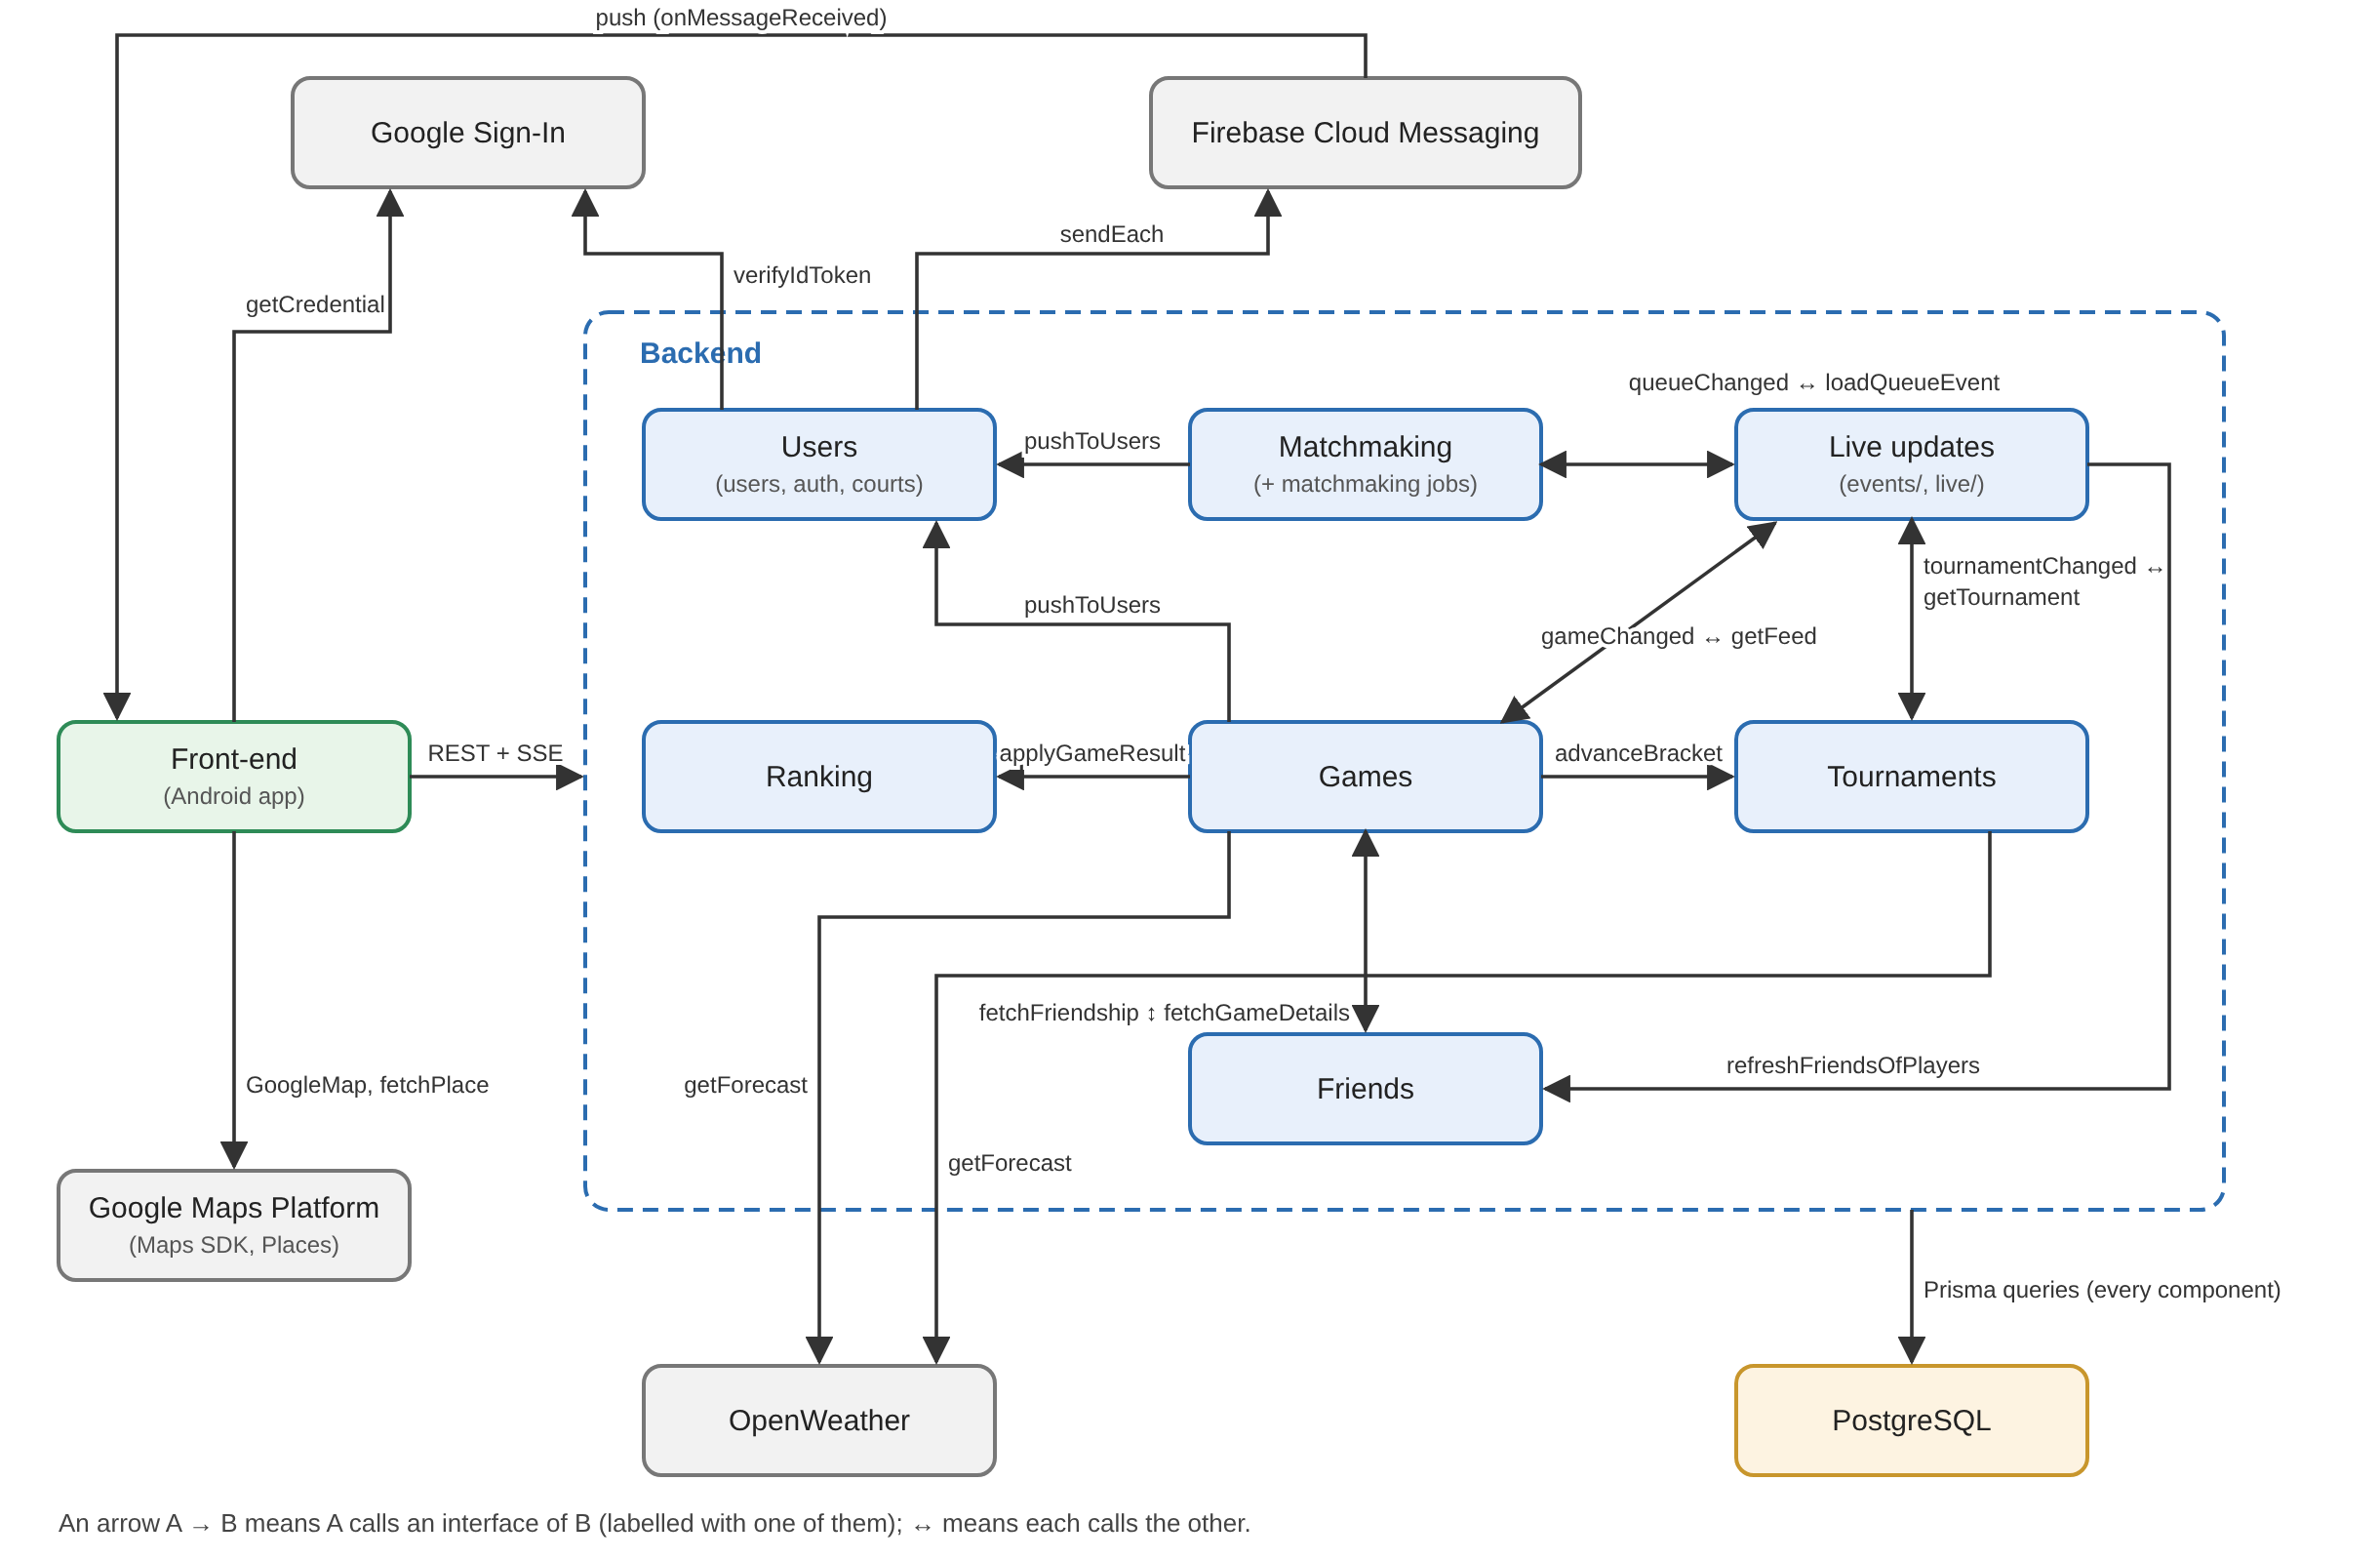 push (onMessageReceived)
Google Sign-In
Firebase Cloud Messaging
sendEach
verifyIdToken
getCredential
Backend
queueChanged ↔ loadQueueEvent
Users
(users, auth, courts)
pushToUsers
Matchmaking
(+ matchmaking jobs)
Live updates
(events/, live/)
tournamentChanged ↔
getTournament
pushToUsers
gameChanged ↔ getFeed
Front-end
(Android app)
REST + SSE
Ranking
applyGameResult
Games
advanceBracket
Tournaments
fetchFriendship ↕ fetchGameDetails
GoogleMap, fetchPlace
getForecast
Friends
refreshFriendsOfPlayers
getForecast
Google Maps Platform
(Maps SDK, Places)
Prisma queries (every component)
OpenWeather
PostgreSQL
An arrow A → B means A calls an interface of B (labelled with one of them); ↔ means each calls the other.